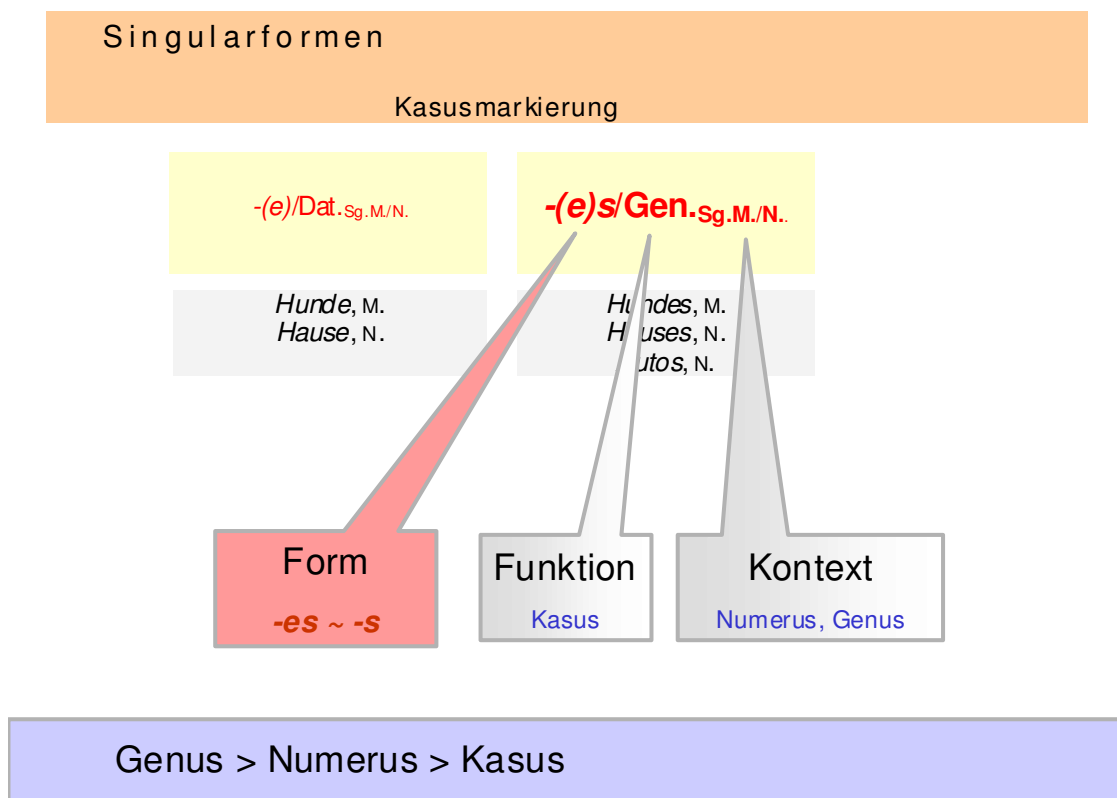 Singularformen
Kasusmarkierung
-(e)/Dat.Sg.M./N.
-(e)s/Gen.Sg.M./N..
Hunde, M.
Hause, N.
Hundes, M.
Hauses, N.
Autos, N.
Form
-es ~ -s
Funktion
Kasus
Kontext
Numerus, Genus
Genus > Numerus > Kasus